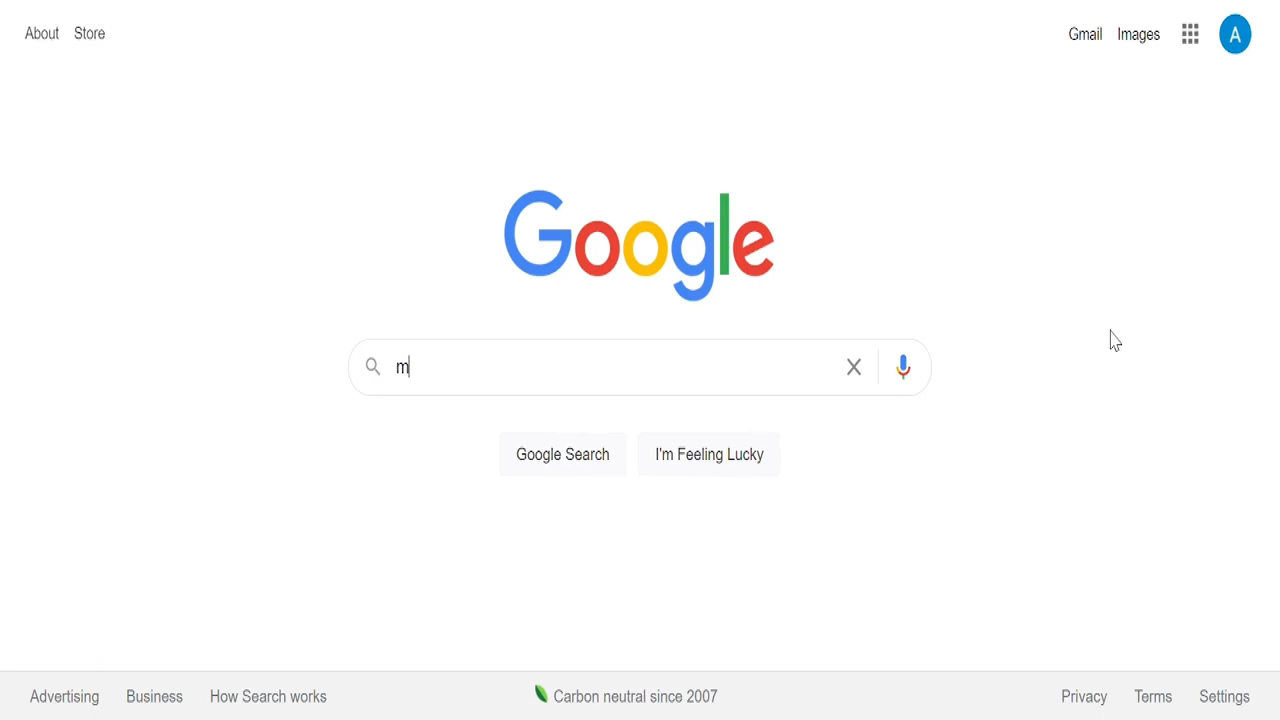 About Store
Gmail Images A
Google
m
Google Search I'm Feeling Lucky
Advertising Business How Search works
Carbon neutral since 2007
Privacy Terms Settings